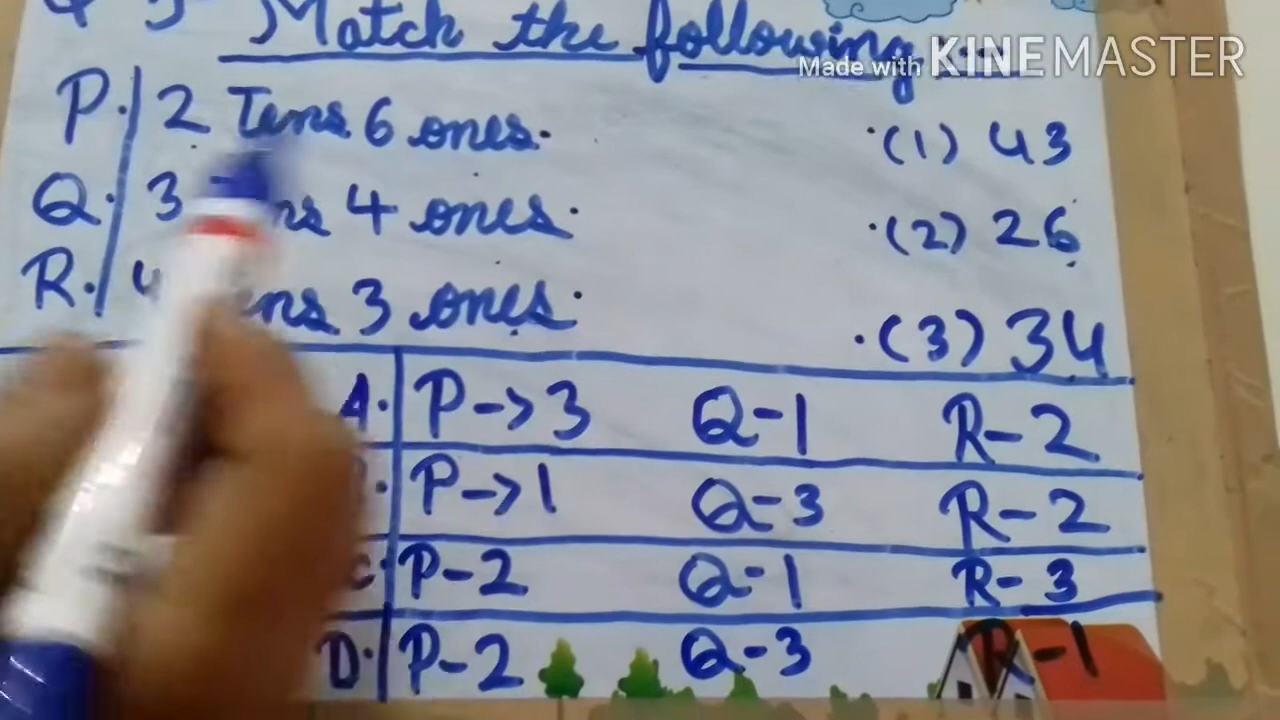 Match the following :-
Made with KINEMASTER
P. 2 Tens 6 ones. .(1) 43
Q. 3 4 ones. .(2) 26
R. 3 ones. .(3) 34
A. P->3 Q-1 R-2
P->1 Q-3 R-2
C. P-2 Q-1 R-3
D. P-2 Q-3 R-1